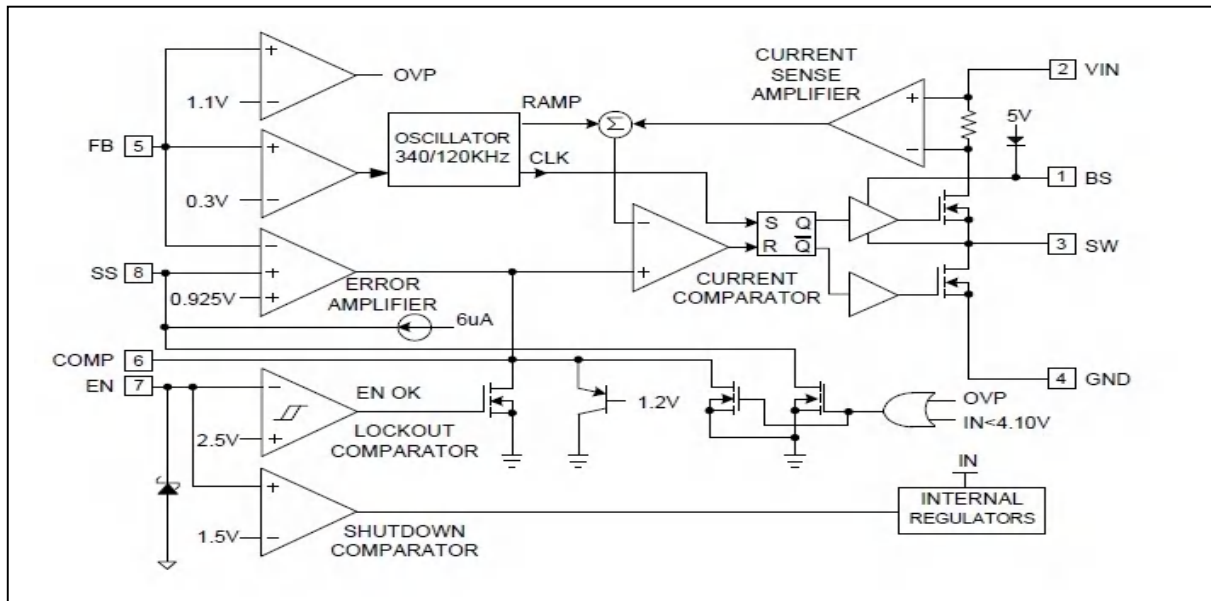 OVP
1.1V
FB 5
0.3V
OSCILLATOR
340/120KHz
RAMP
CLK
Σ
CURRENT
SENSE
AMPLIFIER
2 VIN
5V
1 BS
3 SW
4 GND
S Q
R Q
CURRENT
COMPARATOR
SS 8
0.925V
ERROR
AMPLIFIER
6uA
COMP 6
EN 7
2.5V
EN OK
LOCKOUT
COMPARATOR
1.2V
OVP
IN<4.10V
1.5V
SHUTDOWN
COMPARATOR
IN
INTERNAL
REGULATORS